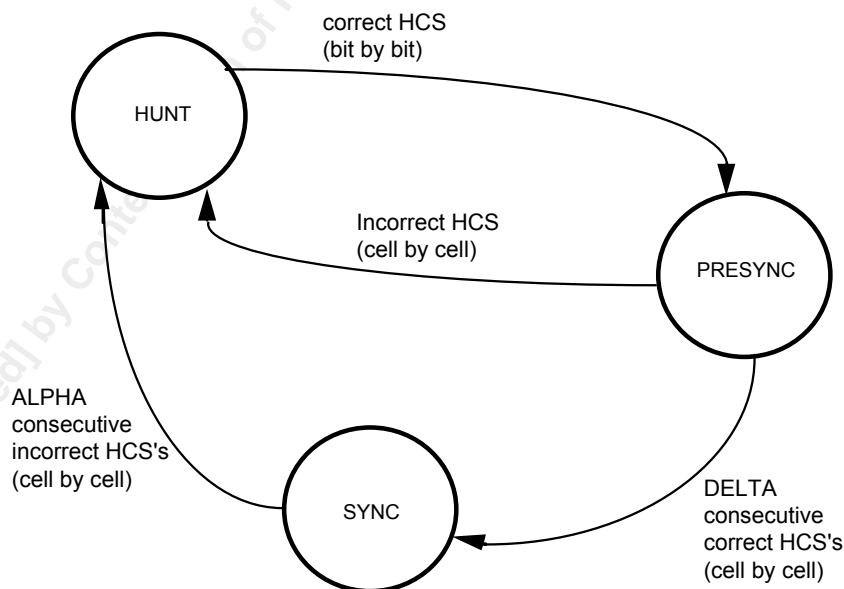 correct HCS
(bit by bit)
HUNT
Incorrect HCS
(cell by cell)
PRESYNC
ALPHA
consecutive
incorrect HCS's
(cell by cell)
SYNC
DELTA
consecutive
correct HCS's
(cell by cell)